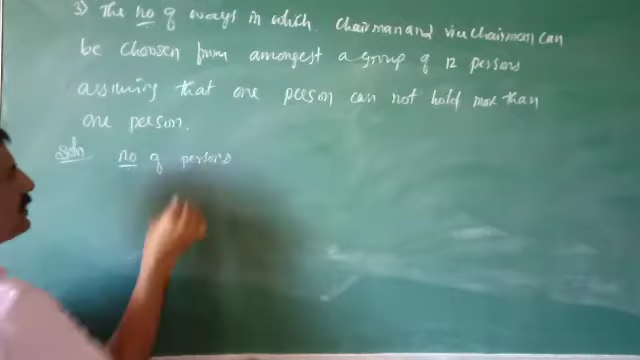 3) The no of ways in which chairman and vice chairman can
be choosen from amongest a group of 12 persons
assuming that one person can not hold more than
one person.
Soln no of persons